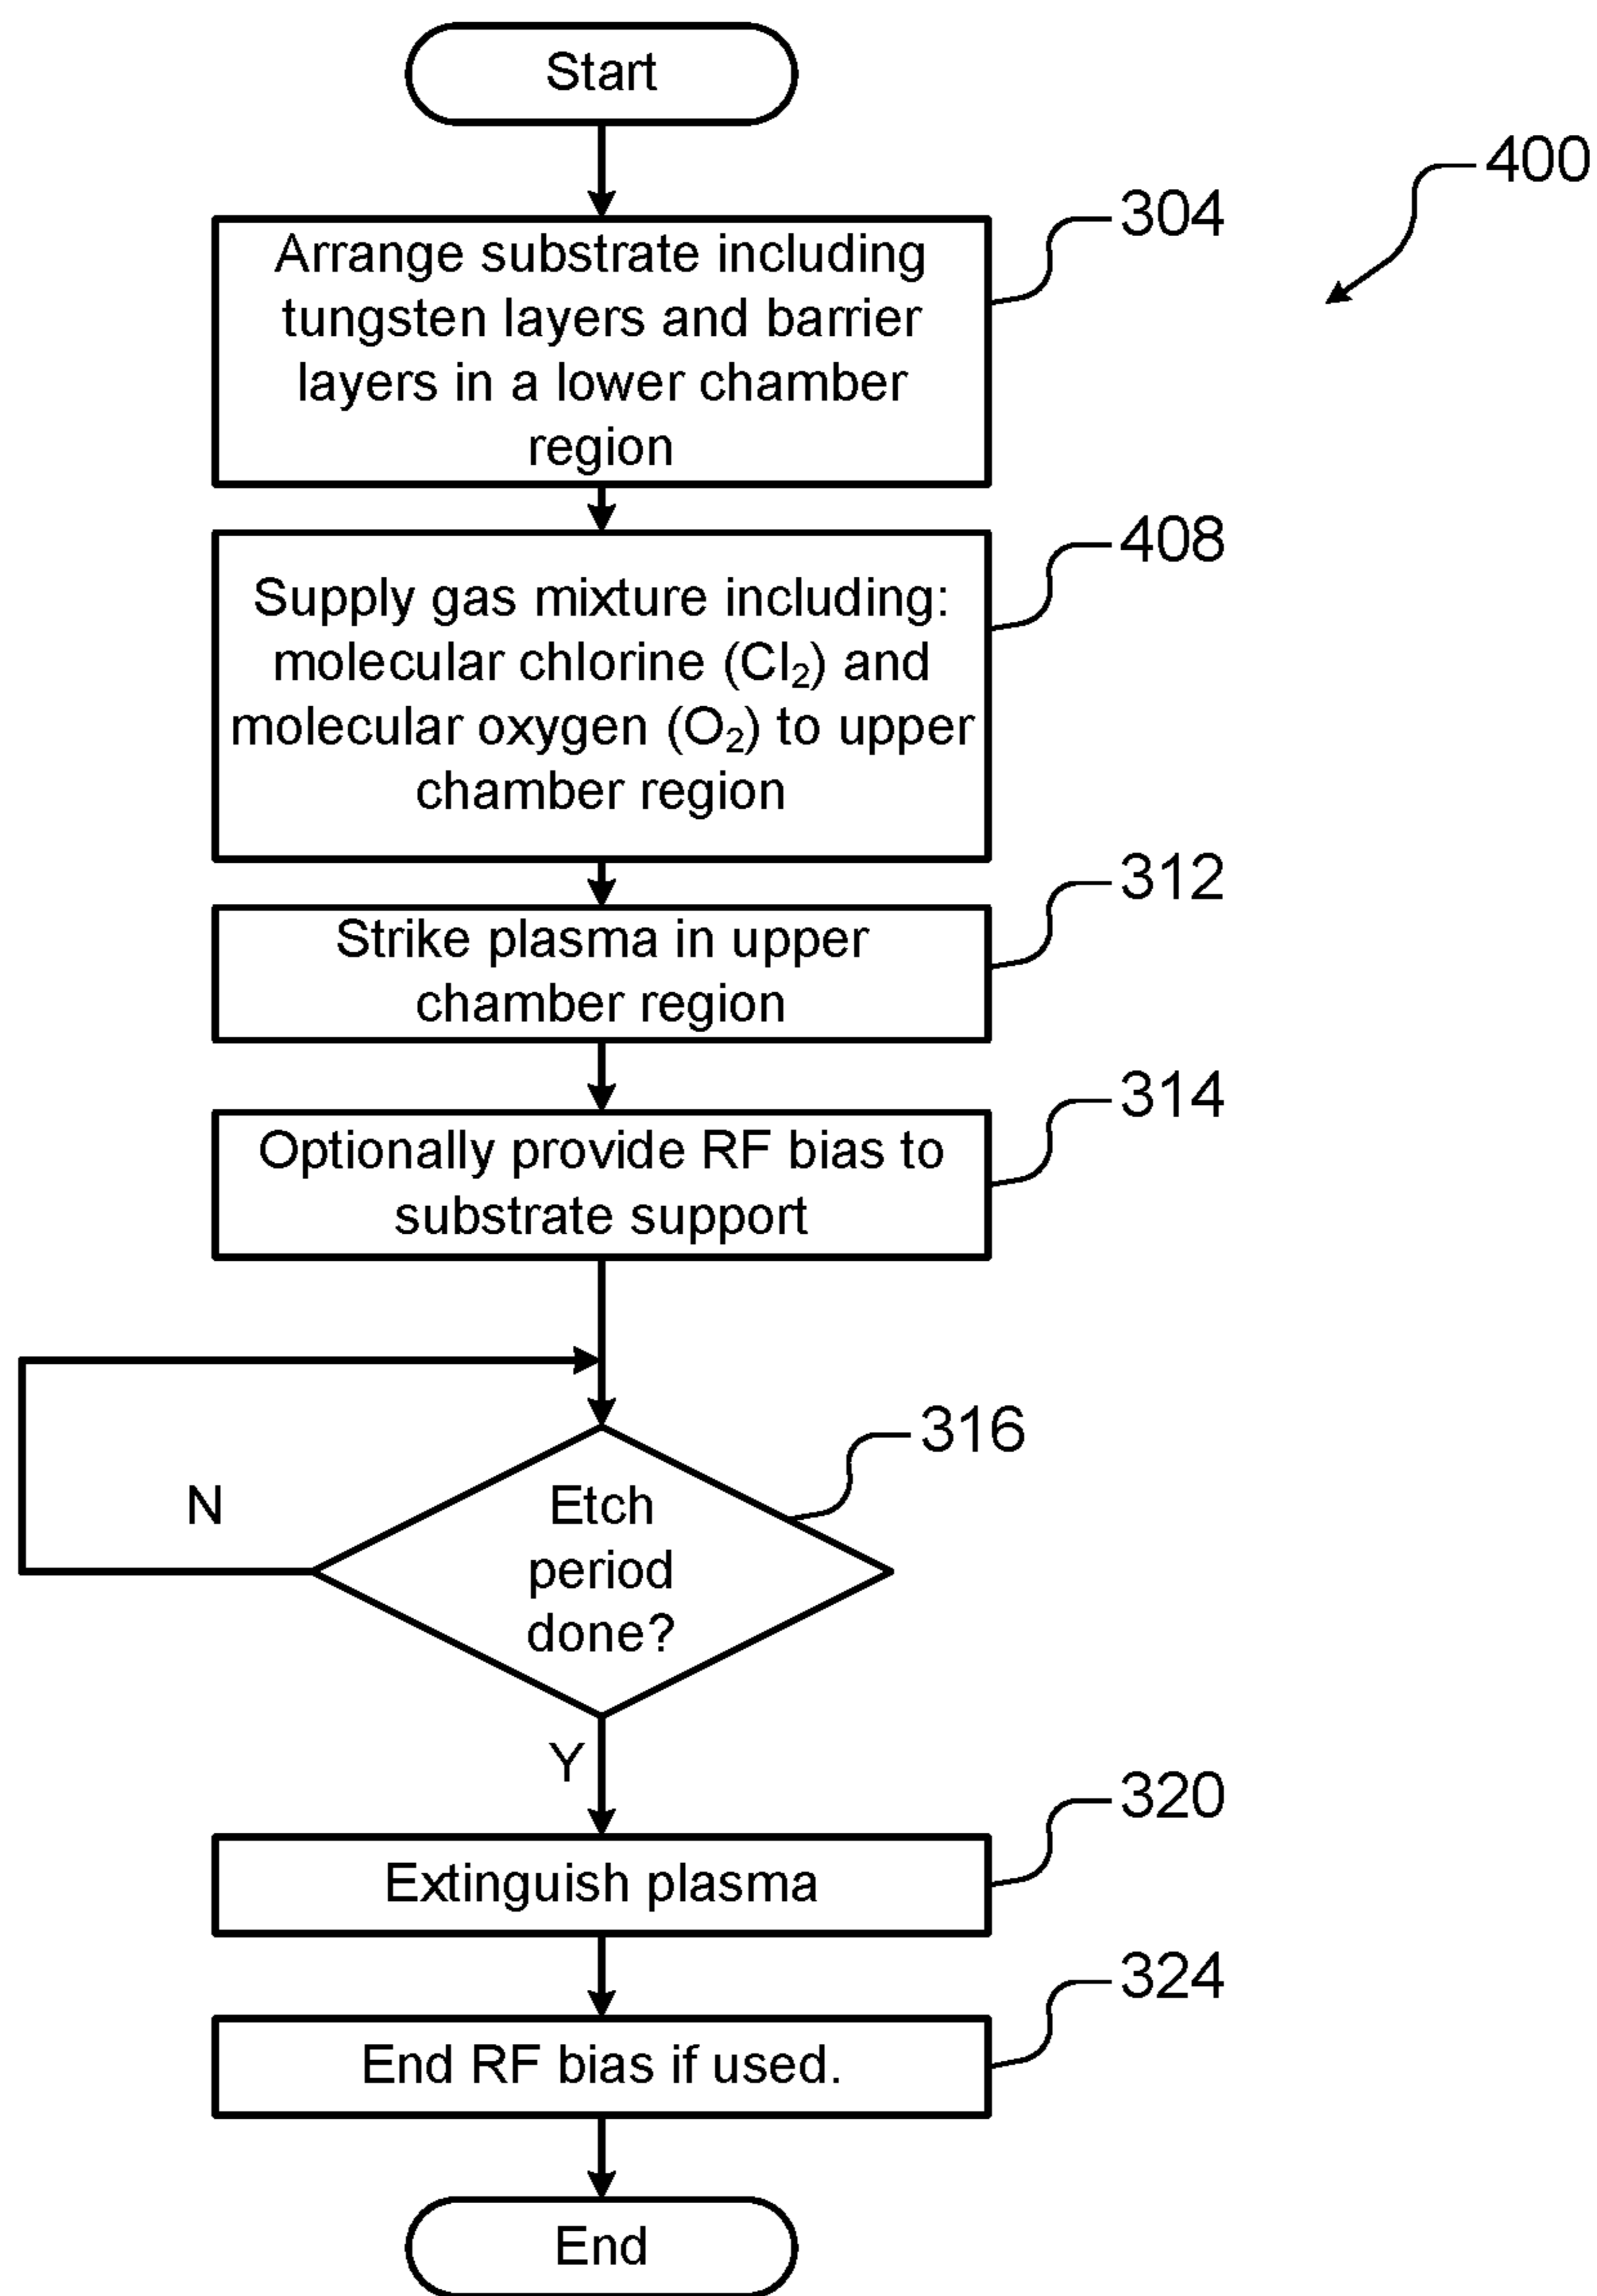 Start
400
304
Arrange substrate including
tungsten layers and barrier
layers in a lower chamber
region
408
Supply gas mixture including:
molecular chlorine (Cl₂) and
molecular oxygen (O₂) to upper
chamber region
312
Strike plasma in upper
chamber region
314
Optionally provide RF bias to
substrate support
316
N
Etch
period
done?
Y
320
Extinguish plasma
324
End RF bias if used.
End